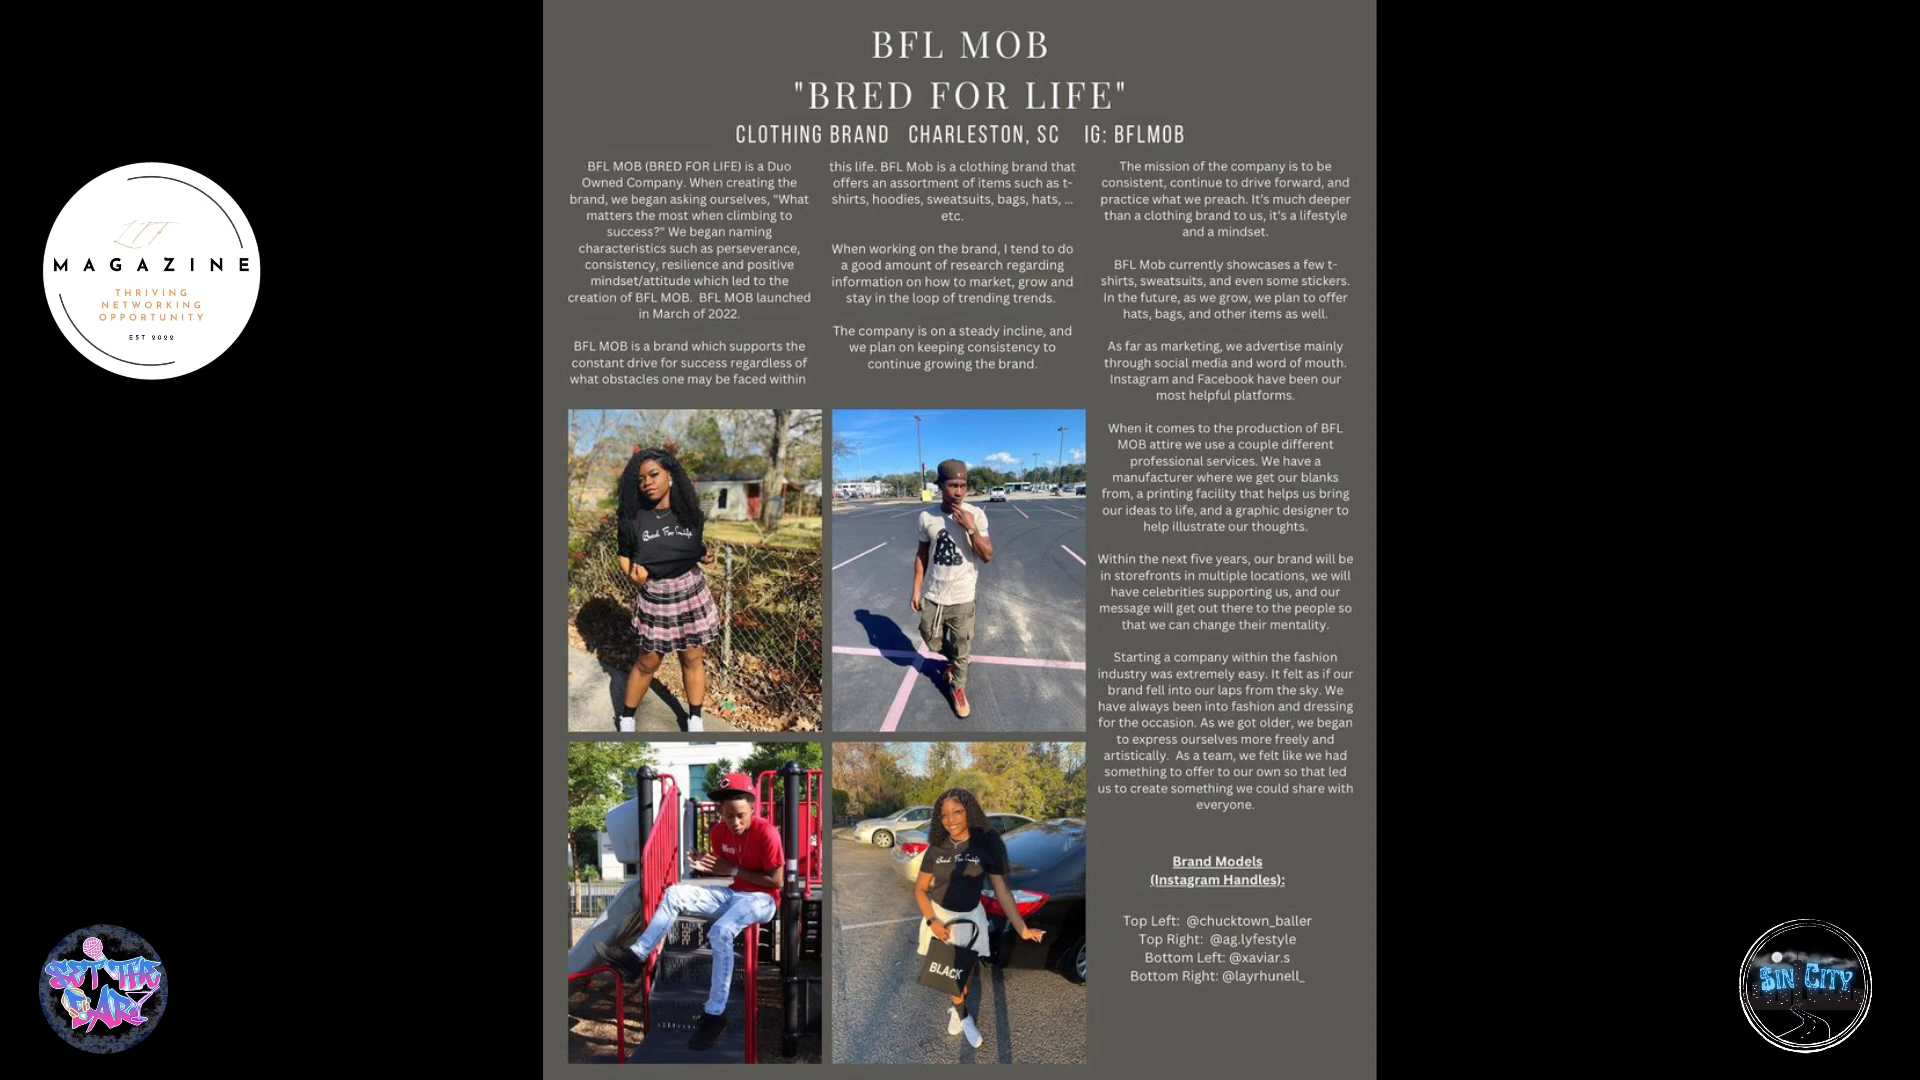 BFL MOB
"BRED FOR LIFE"
CLOTHING BRAND CHARLESTON, SC IG: BFLMOB
BFL MOB (BRED FOR LIFE) is a Duo
Owned Company. When creating the
brand, we began asking ourselves, "What
matters the most when climbing to
success?" We began naming
characteristics such as perseverance,
consistency, resilience and positive
mindset/attitude which led to the
creation of BFL MOB. BFL MOB launched
in March of 2022.
BFL MOB is a brand which supports the
constant drive for success regardless of
what obstacles one may be faced within
this life. BFL Mob is a clothing brand that
offers an assortment of items such as t-
shirts, hoodies, sweatsuits, bags, hats, ...
etc.
When working on the brand, I tend to do
a good amount of research regarding
information on how to market, grow and
stay in the loop of trending trends.
The company is on a steady incline, and
we plan on keeping consistency to
continue growing the brand.
The mission of the company is to be
consistent, continue to drive forward, and
practice what we preach. It's much deeper
than a clothing brand to us, it's a lifestyle
and a mindset.
BFL Mob currently showcases a few t-
shirts, sweatsuits, and even some stickers.
In the future, as we grow, we plan to offer
hats, bags, and other items as well.
As far as marketing, we advertise mainly
through social media and word of mouth.
Instagram and Facebook have been our
most helpful platforms.
When it comes to the production of BFL
MOB attire we use a couple different
professional services. We have a
manufacturer where we get our blanks
from, a printing facility that helps us bring
our ideas to life, and a graphic designer to
help illustrate our thoughts.
Within the next five years, our brand will be
in storefronts in multiple locations, we will
have celebrities supporting us, and our
message will get out there to the people so
that we can change their mentality.
Starting a company within the fashion
industry was extremely easy. It felt as if our
brand fell into our laps from the sky. We
have always been into fashion and dressing
for the occasion. As we got older, we began
to express ourselves more freely and
artistically. As a team, we felt like we had
something to offer to our own so that led
us to create something we could share with
everyone.
Brand Models
(Instagram Handles):
Top Left: @chucktown_baller
Top Right: @ag.lyfestyle
Bottom Left: @xaviar.s
Bottom Right: @layrhunell_
Bred For Life
MOB
Bred
Bred For Life
BLACK
MAGAZINE
THRIVING
NETWORKING
OPPORTUNITY
EST 2022
SET THE
BAR
SIN CITY